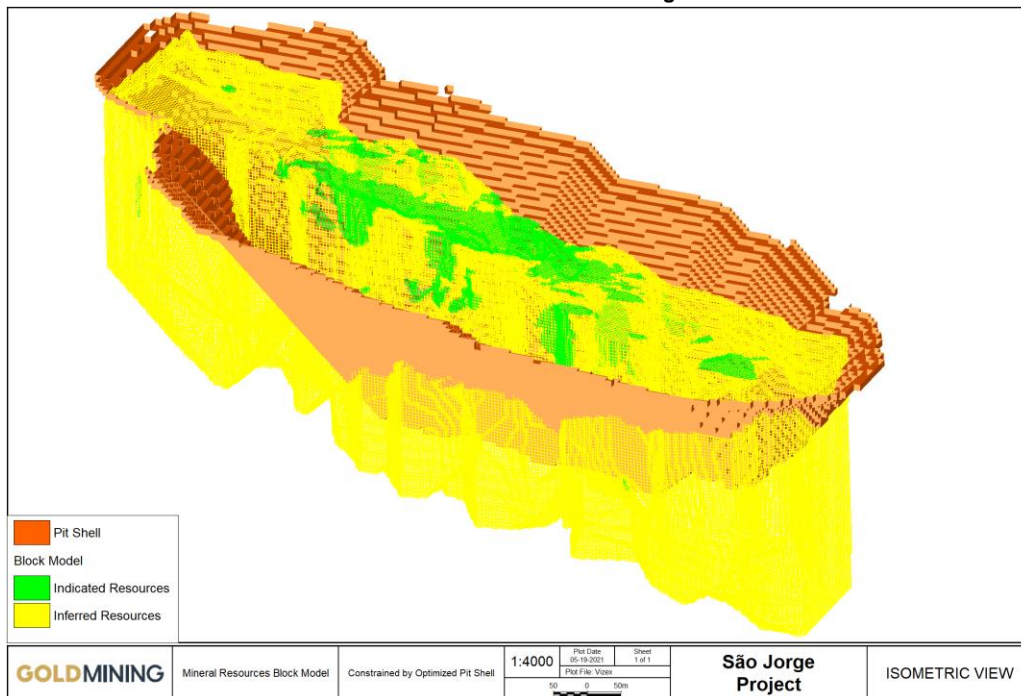 Pit Shell
Block Model
Indicated Resources
Inferred Resources
GOLDMINING
Mineral Resources Block Model
Constrained by Optimized Pit Shell
1:4000
Plot Date
05-19-2021
Sheet
1 of 1
Plot File: Vizex
50 0 50m
São Jorge
Project
ISOMETRIC VIEW